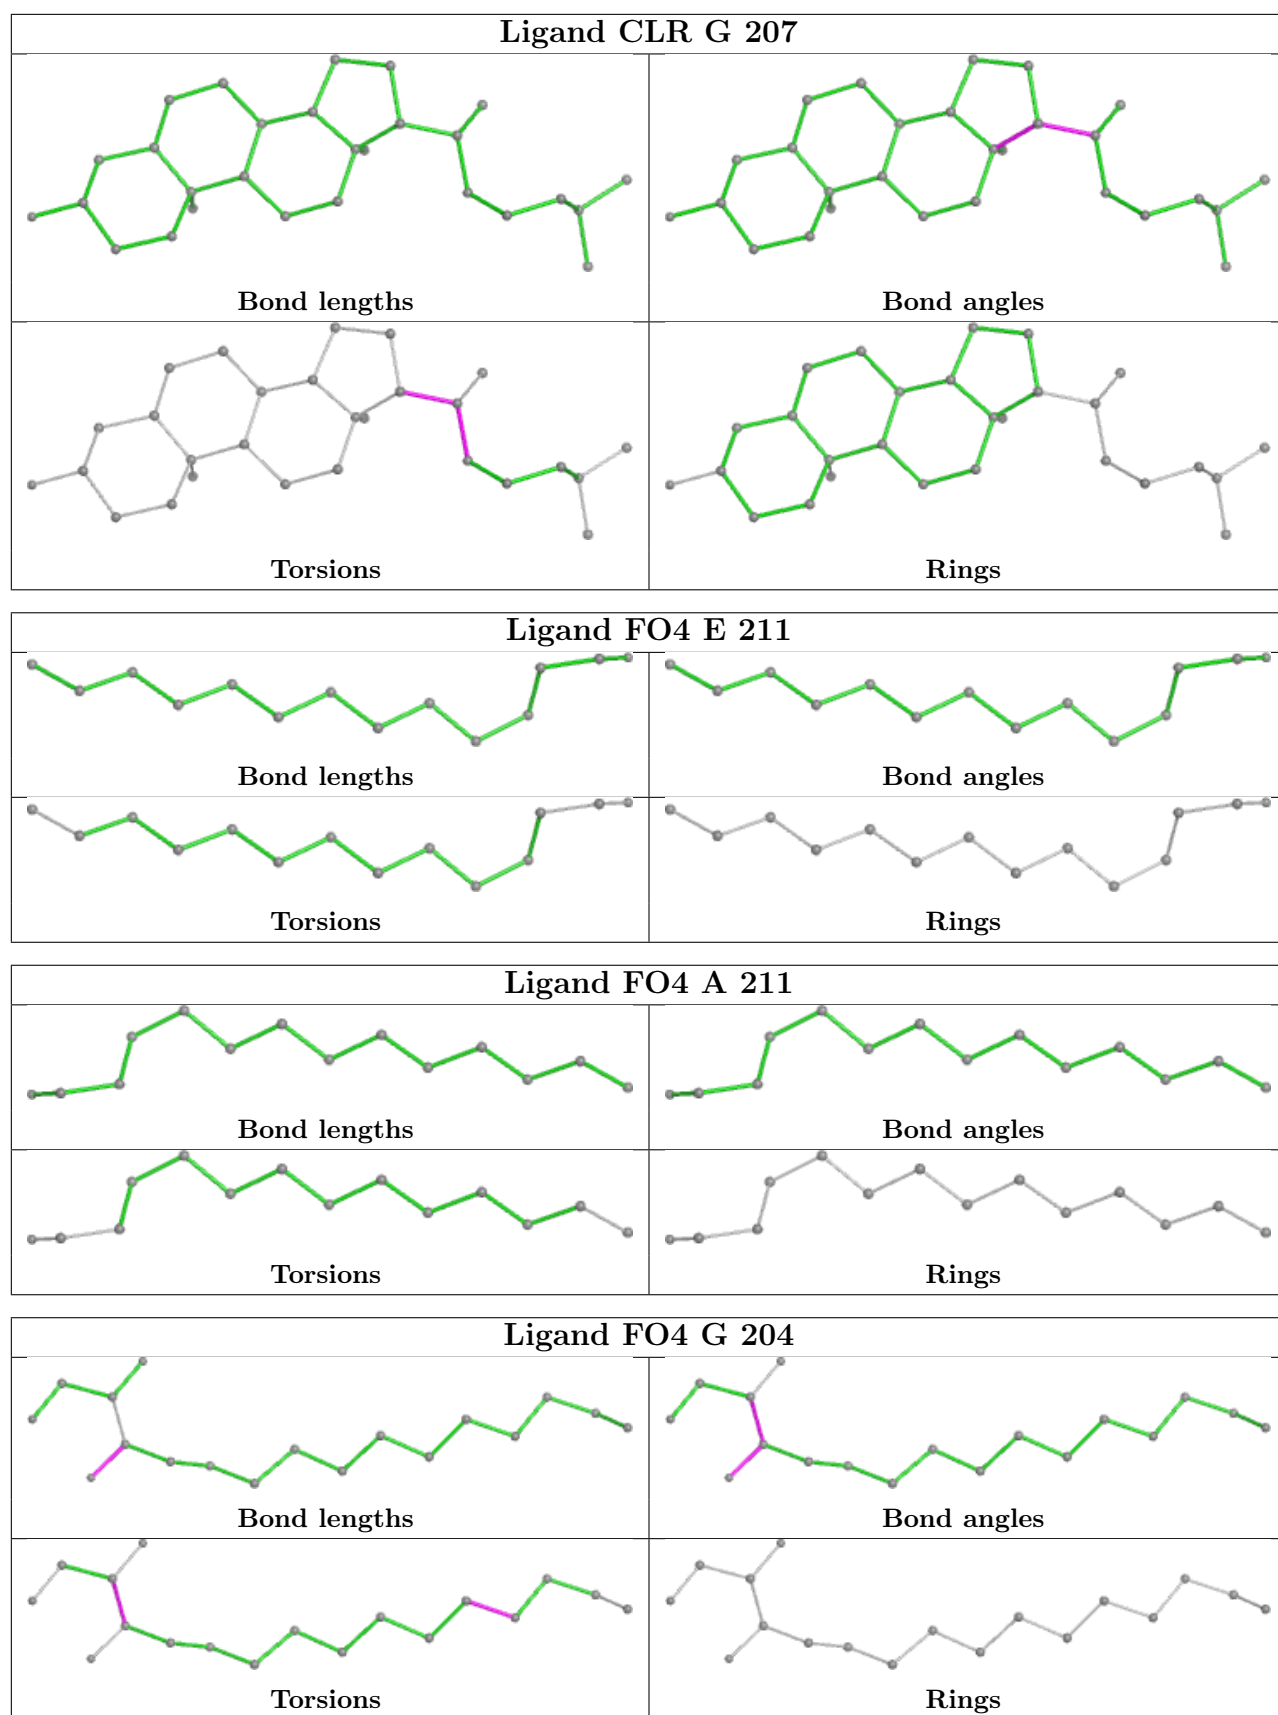 Ligand CLR G 207
Bond lengths
Bond angles
Torsions
Rings
Ligand FO4 E 211
Bond lengths
Bond angles
Torsions
Rings
Ligand FO4 A 211
Bond lengths
Bond angles
Torsions
Rings
Ligand FO4 G 204
Bond lengths
Bond angles
Torsions
Rings